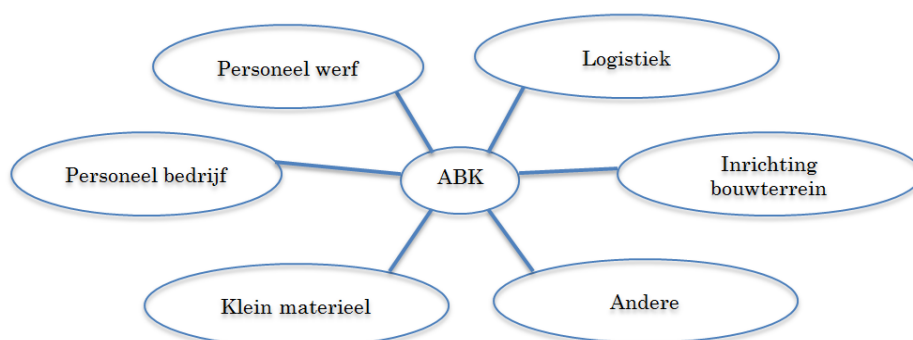 Personeel werf
Logistiek
Personeel bedrijf
ABK
Inrichting
bouwterrein
Klein materieel
Andere